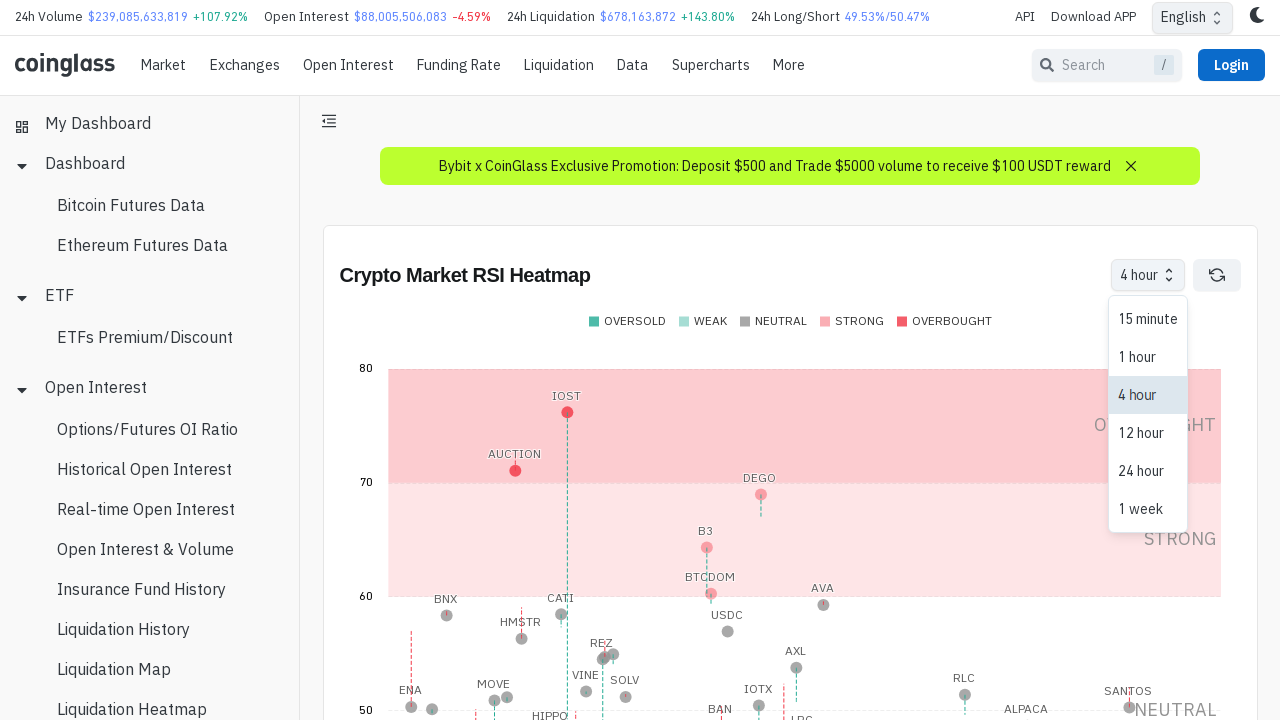 24h Volume $239,085,633,819 +107.92% Open Interest $88,005,506,083 -4.59% 24h Liquidation $678,163,872 +143.80% 24h Long/Short 49.53%/50.47% API Download APP English
coinglass Market Exchanges Open Interest Funding Rate Liquidation Data Supercharts More Search / Login
My Dashboard
Dashboard
Bitcoin Futures Data
Ethereum Futures Data
ETF
ETFs Premium/Discount
Open Interest
Options/Futures OI Ratio
Historical Open Interest
Real-time Open Interest
Open Interest & Volume
Insurance Fund History
Liquidation History
Liquidation Map
Liquidation Heatmap
Bybit x CoinGlass Exclusive Promotion: Deposit $500 and Trade $5000 volume to receive $100 USDT reward
Crypto Market RSI Heatmap
4 hour
15 minute
1 hour
4 hour
12 hour
24 hour
1 week
OVERSOLD WEAK NEUTRAL STRONG OVERBOUGHT
80
IOST
AUCTION
70
DEGO
B3
STRONG
BTCDOM
AVA
60
BNX
CATI
HMSTR
USDC
REZ
AXL
VINE
SOLV
RLC
MOVE
ENA
IOTX
SANTOS
50
HIPPO
BAN
ALPACA
NEUTRAL